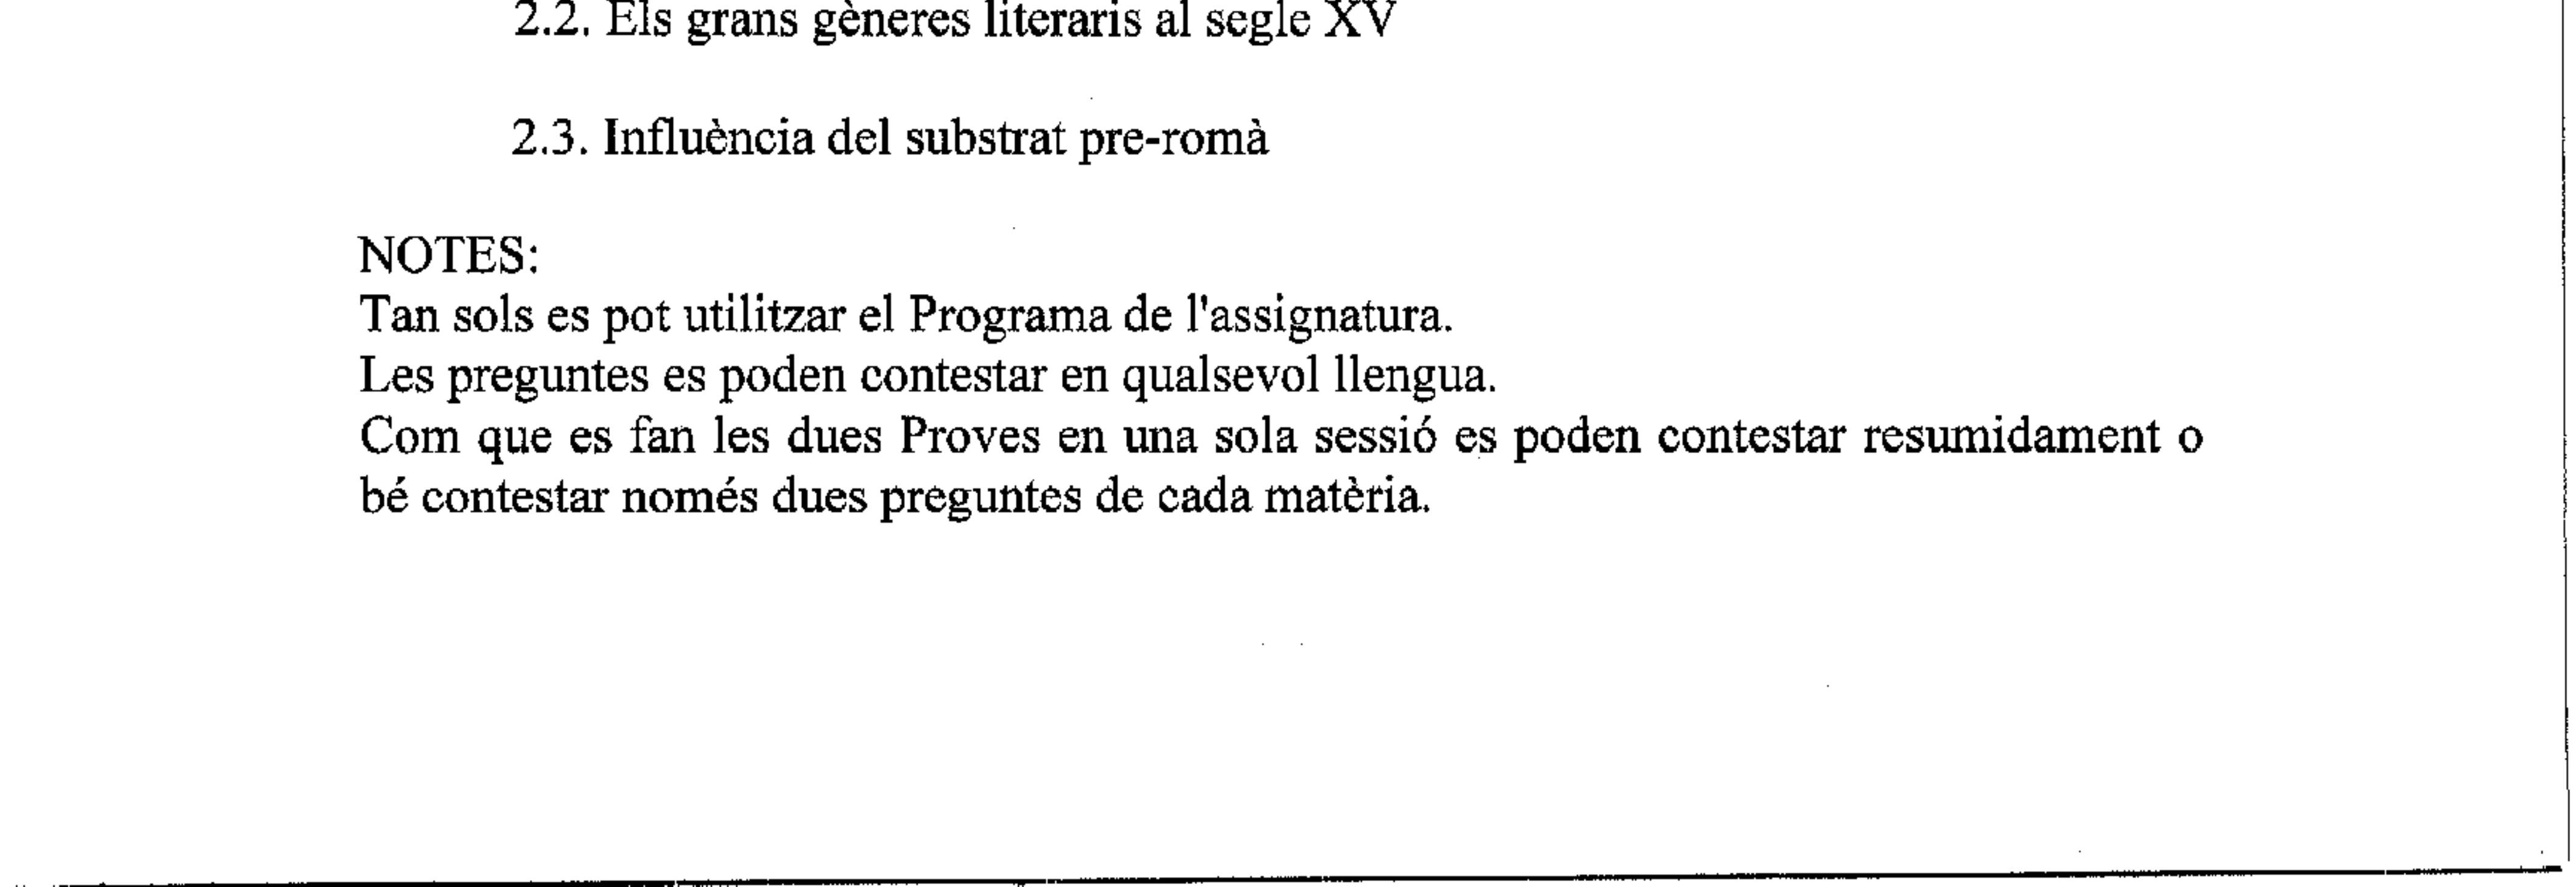 2.2. Els grans gèneres literaris al segle XV
2.3. Influència del substrat pre-romà
NOTES:
Tan sols es pot utilitzar el Programa de l'assignatura.
Les preguntes es poden contestar en qualsevol llengua.
Com que es fan les dues Proves en una sola sessió es poden contestar resumidament o
bé contestar només dues preguntes de cada matèria.